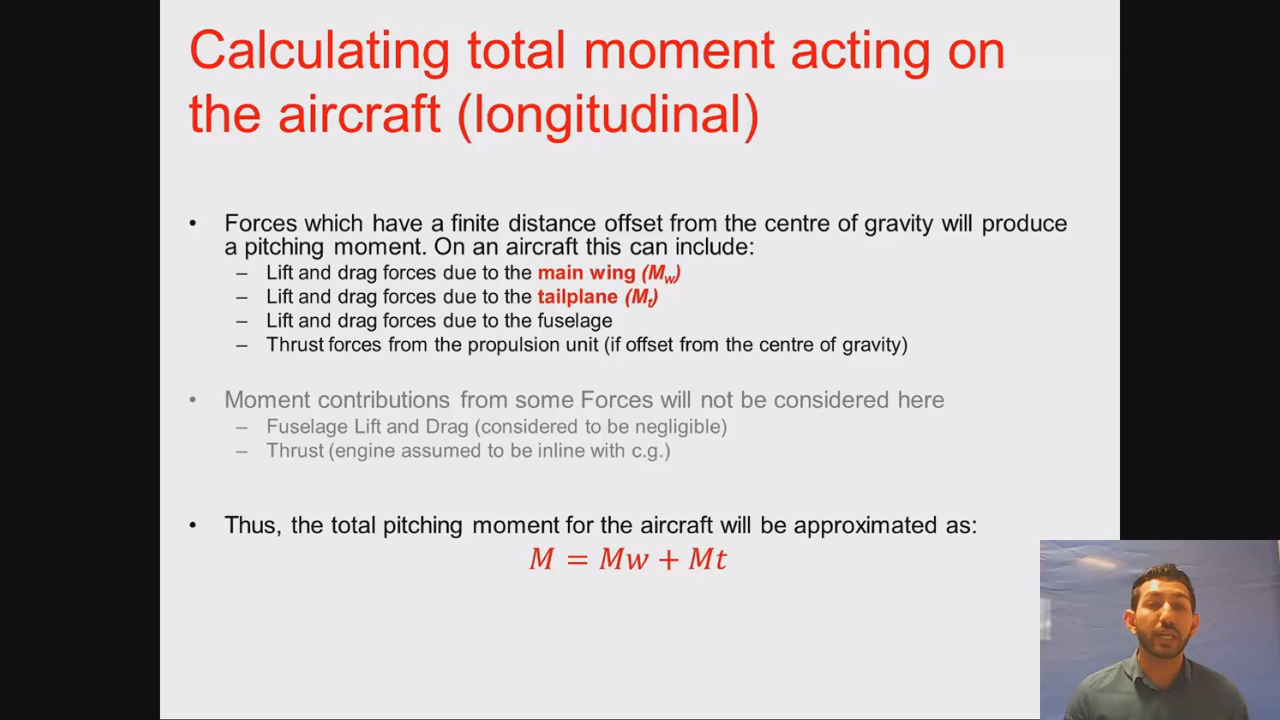 Calculating total moment acting on
the aircraft (longitudinal)
• Forces which have a finite distance offset from the centre of gravity will produce
a pitching moment. On an aircraft this can include:
– Lift and drag forces due to the main wing (Mw)
– Lift and drag forces due to the tailplane (Mt)
– Lift and drag forces due to the fuselage
– Thrust forces from the propulsion unit (if offset from the centre of gravity)
• Moment contributions from some Forces will not be considered here
– Fuselage Lift and Drag (considered to be negligible)
– Thrust (engine assumed to be inline with c.g.)
• Thus, the total pitching moment for the aircraft will be approximated as:
M = Mw + Mt